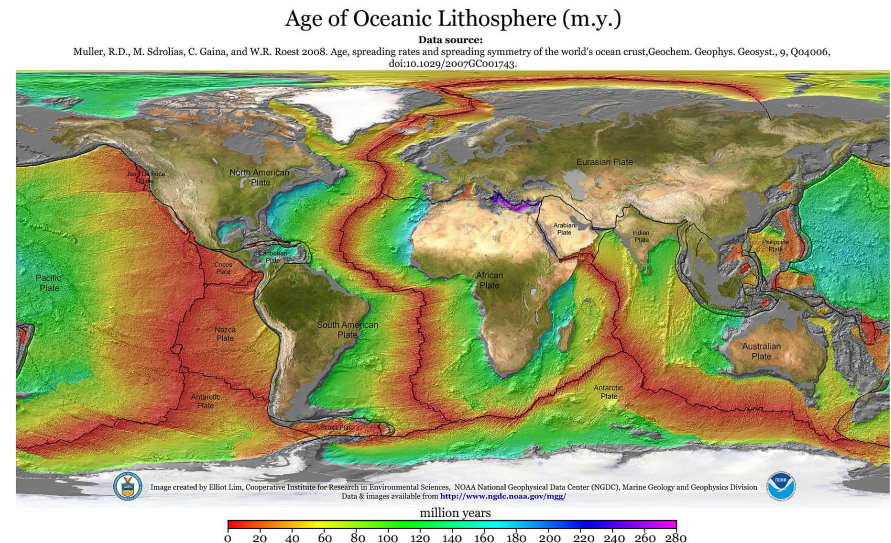 Age of Oceanic Lithosphere (m.y.)
Data source:
Muller, R.D., M. Sdrolias, C. Gaina, and W.R. Roest 2008. Age, spreading rates and spreading symmetry of the world's ocean crust,Geochem. Geophys. Geosyst., 9, Q04006,
doi:10.1029/2007GC001743.
Eurasian Plate
North American
Plate
Juan De Fuca
Plate
Arabian
Plate
Indian
Plate
Philippine
Plate
Caribbean
Plate
Cocos
Plate
Pacific
Plate
African
Plate
Nazca
Plate
South American
Plate
Australian
Plate
Antarctic
Plate
Antarctic
Plate
Scotia Plate
Image created by Elliot Lim, Cooperative Institute for Research in Environmental Sciences, NOAA National Geophysical Data Center (NGDC), Marine Geology and Geophysics Division
Data & images available from http://www.ngdc.noaa.gov/mgg/
NOAA
million years
0 20 40 60 80 100 120 140 160 180 200 220 240 260 280